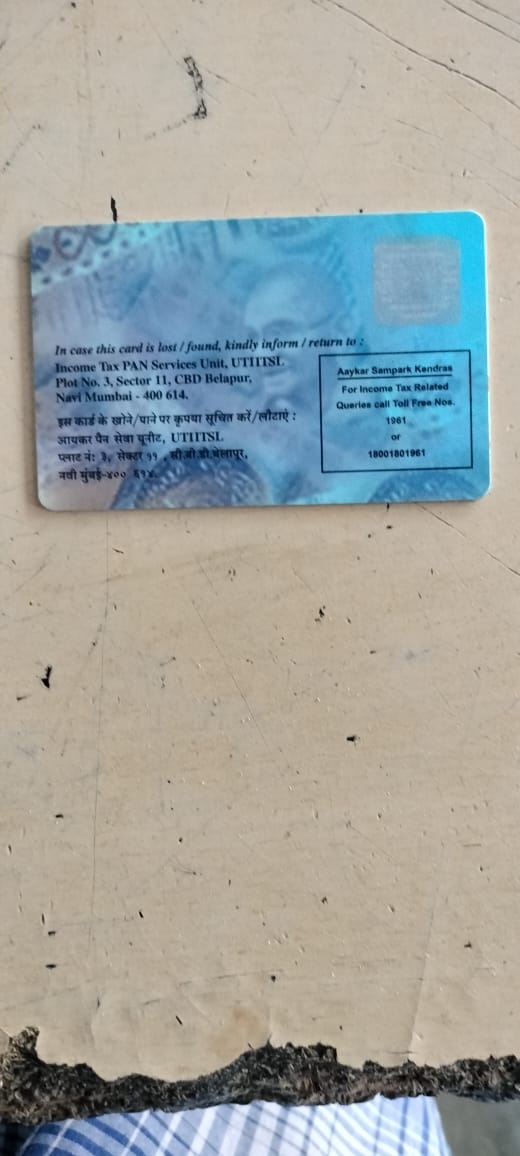 In case this card is lost / found, kindly inform / return to :
Income Tax PAN Services Unit, UTIITSL
Plot No. 3, Sector 11, CBD Belapur,
Navi Mumbai - 400 614.
इस कार्ड के खोने/पाने पर कृपया सूचित करें/लौटाएं :
आयकर पैन सेवा यूनीट, UTIITSL
प्लाट नं: ३, सेक्टर ११ , सी.बी.डी.बेलापूर,
नवी मुंबई-४०० ६१४.
Aaykar Sampark Kendras
For Income Tax Related
Queries call Toll Free Nos.
1961
or
18001801961